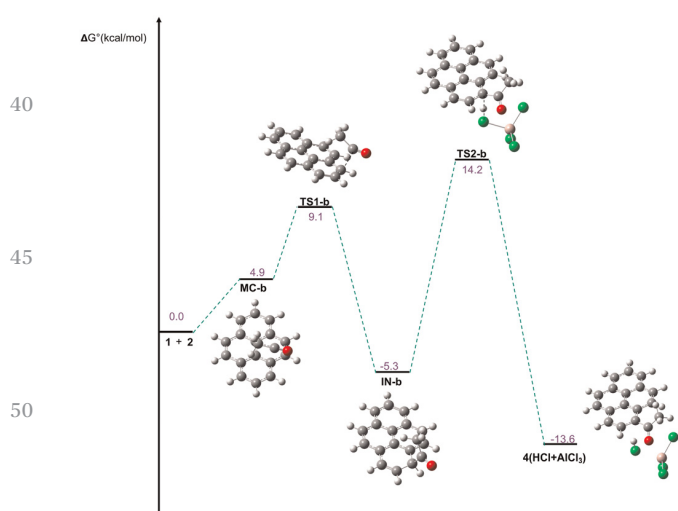 ΔG°(kcal/mol)
40
TS2-b
14.2
TS1-b
9.1
45
4.9
MC-b
0.0
1 + 2
-5.3
IN-b
50
-13.6
4(HCl+AlCl₃)